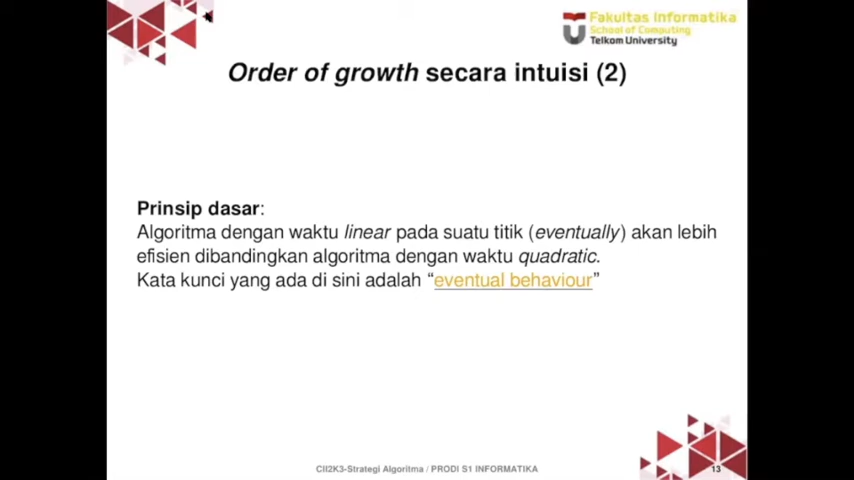 Fakultas Informatika
School of Computing
Telkom University
Order of growth secara intuisi (2)
Prinsip dasar:
Algoritma dengan waktu linear pada suatu titik (eventually) akan lebih
efisien dibandingkan algoritma dengan waktu quadratic.
Kata kunci yang ada di sini adalah “eventual behaviour”
CII2K3-Strategi Algoritma / PRODI S1 INFORMATIKA
13